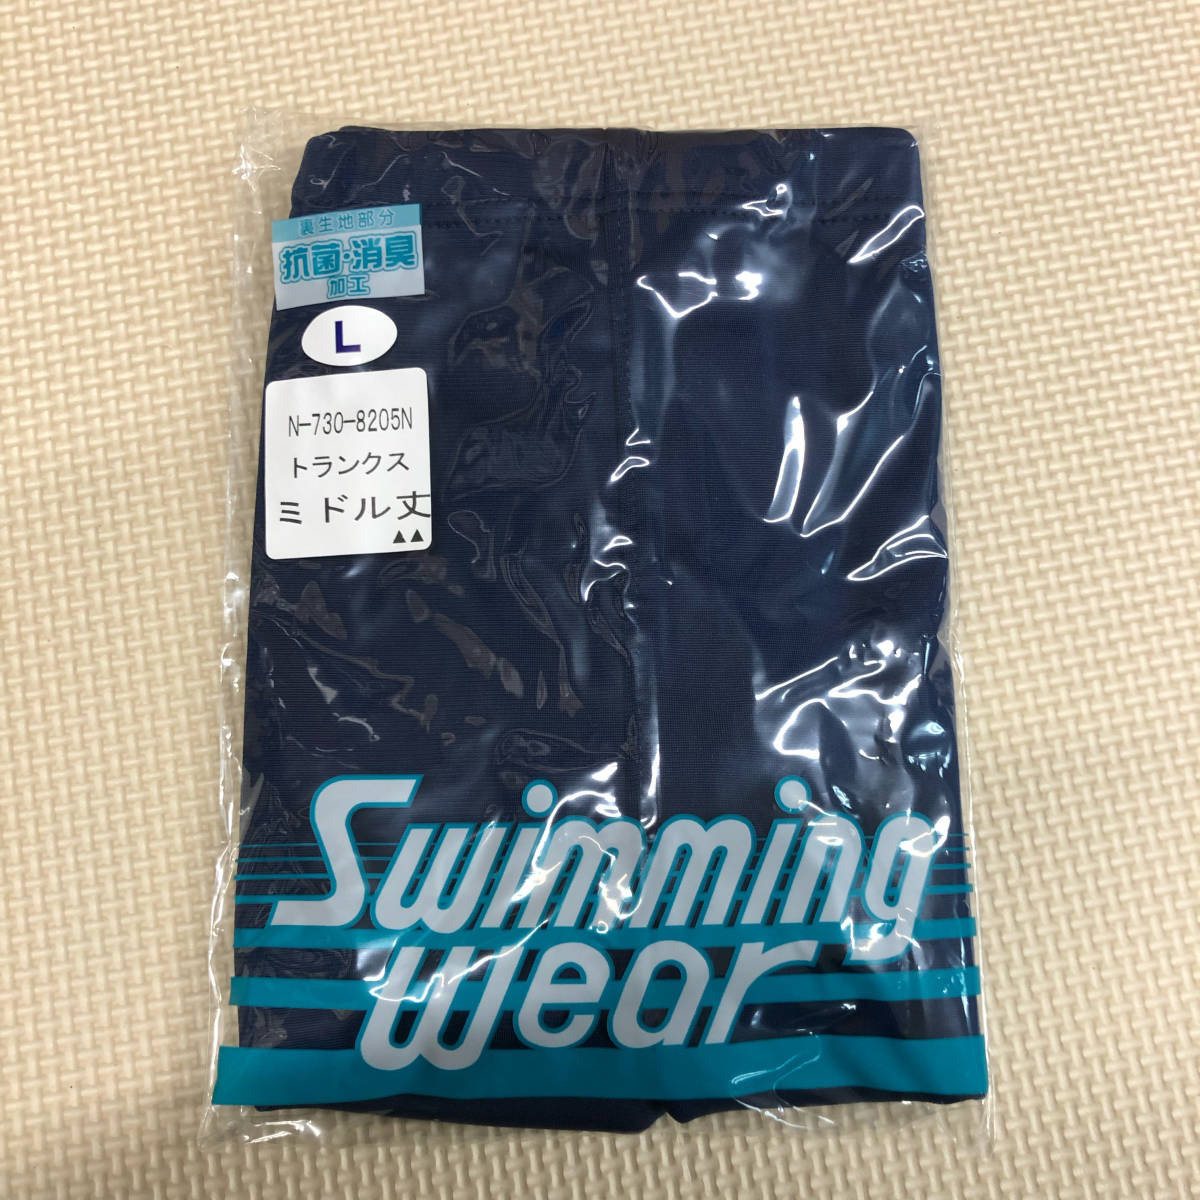 裏生地部分
抗菌・消臭
加工
L
N-730-8205N
トランクス
ミドル丈
▲▲
Swimming
Wear